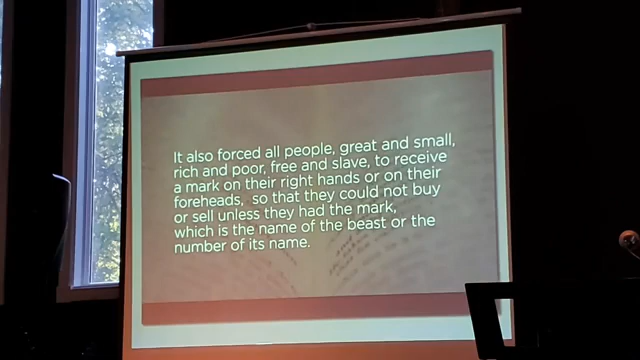 It also forced all people, great and small,
rich and poor, free and slave, to receive
a mark on their right hands or on their
foreheads, so that they could not buy
or sell unless they had the mark,
which is the name of the beast or the
number of its name.